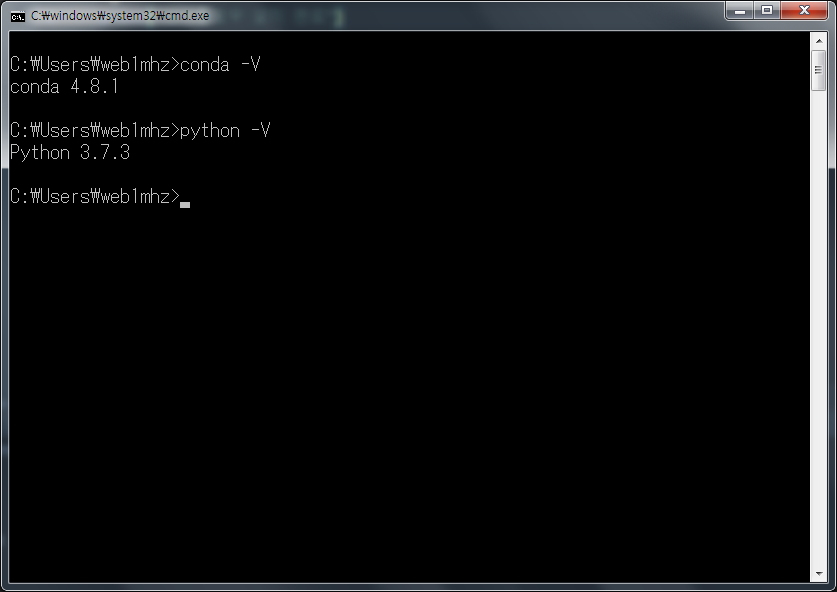 C:₩windows₩system32₩cmd.exe
C:₩Users₩web1mhz>conda -V
conda 4.8.1
C:₩Users₩web1mhz>python -V
Python 3.7.3
C:₩Users₩web1mhz>